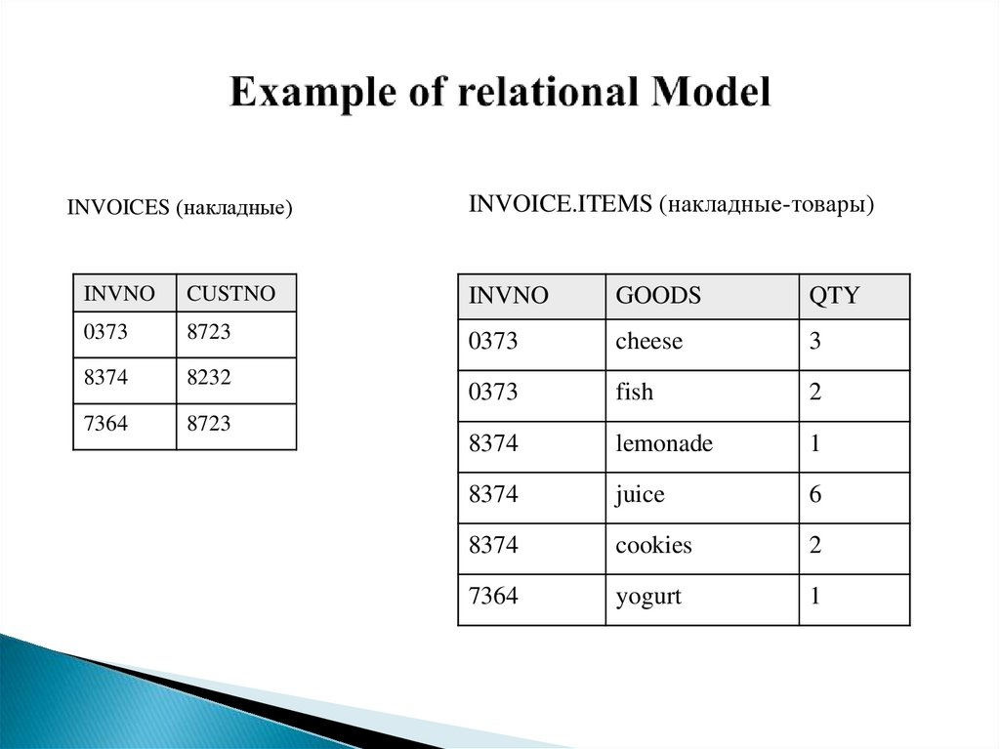 Example of relational Model
INVOICES (накладные)
INVNO CUSTNO
0373 8723
8374 8232
7364 8723
INVOICE.ITEMS (накладные-товары)
INVNO GOODS QTY
0373 cheese 3
0373 fish 2
8374 lemonade 1
8374 juice 6
8374 cookies 2
7364 yogurt 1